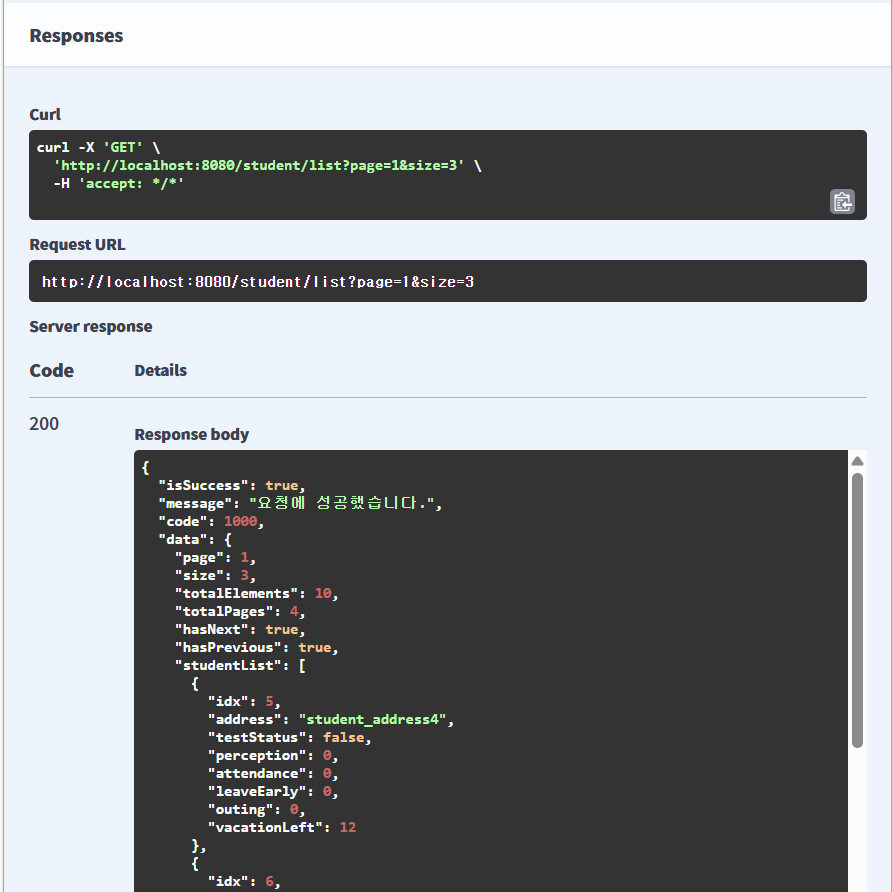 Responses
Curl
curl -X 'GET' \
  'http://localhost:8080/student/list?page=1&size=3' \
  -H 'accept: */*'
Request URL
http://localhost:8080/student/list?page=1&size=3
Server response
Code Details
200
Response body
{
  "isSuccess": true,
  "message": "요청에 성공했습니다.",
  "code": 1000,
  "data": {
    "page": 1,
    "size": 3,
    "totalElements": 10,
    "totalPages": 4,
    "hasNext": true,
    "hasPrevious": true,
    "studentList": [
      {
        "idx": 5,
        "address": "student_address4",
        "testStatus": false,
        "perception": 0,
        "attendance": 0,
        "leaveEarly": 0,
        "outing": 0,
        "vacationLeft": 12
      },
      {
        "idx": 6,